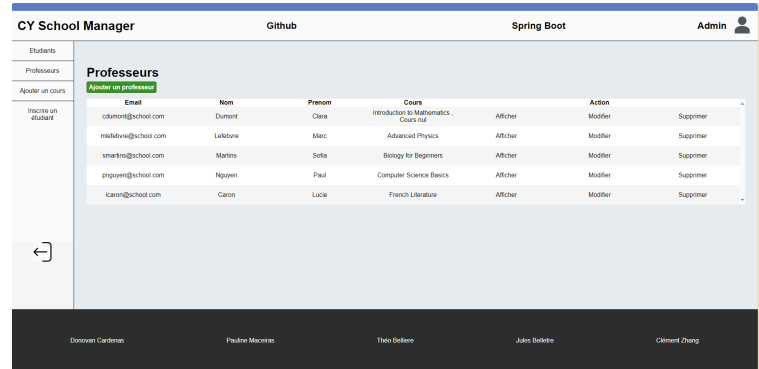 CY School Manager Github Spring Boot Admin
Etudiants
Professeurs
Ajouter un cours
Inscrire un
étudiant
Professeurs
Ajouter un professeur
Email Nom Prenom Cours Action
cdumont@school.com Dumont Clara Introduction to Mathematics , Cours nul Afficher Modifier Supprimer
mlefebvre@school.com Lefebvre Marc Advanced Physics Afficher Modifier Supprimer
smartins@school.com Martins Sofia Biology for Beginners Afficher Modifier Supprimer
pnguyen@school.com Nguyen Paul Computer Science Basics Afficher Modifier Supprimer
lcaron@school.com Caron Lucie French Literature Afficher Modifier Supprimer
Donovan Cardenas Pauline Maceiras Théo Belliere Jules Belletre Clément Zhang